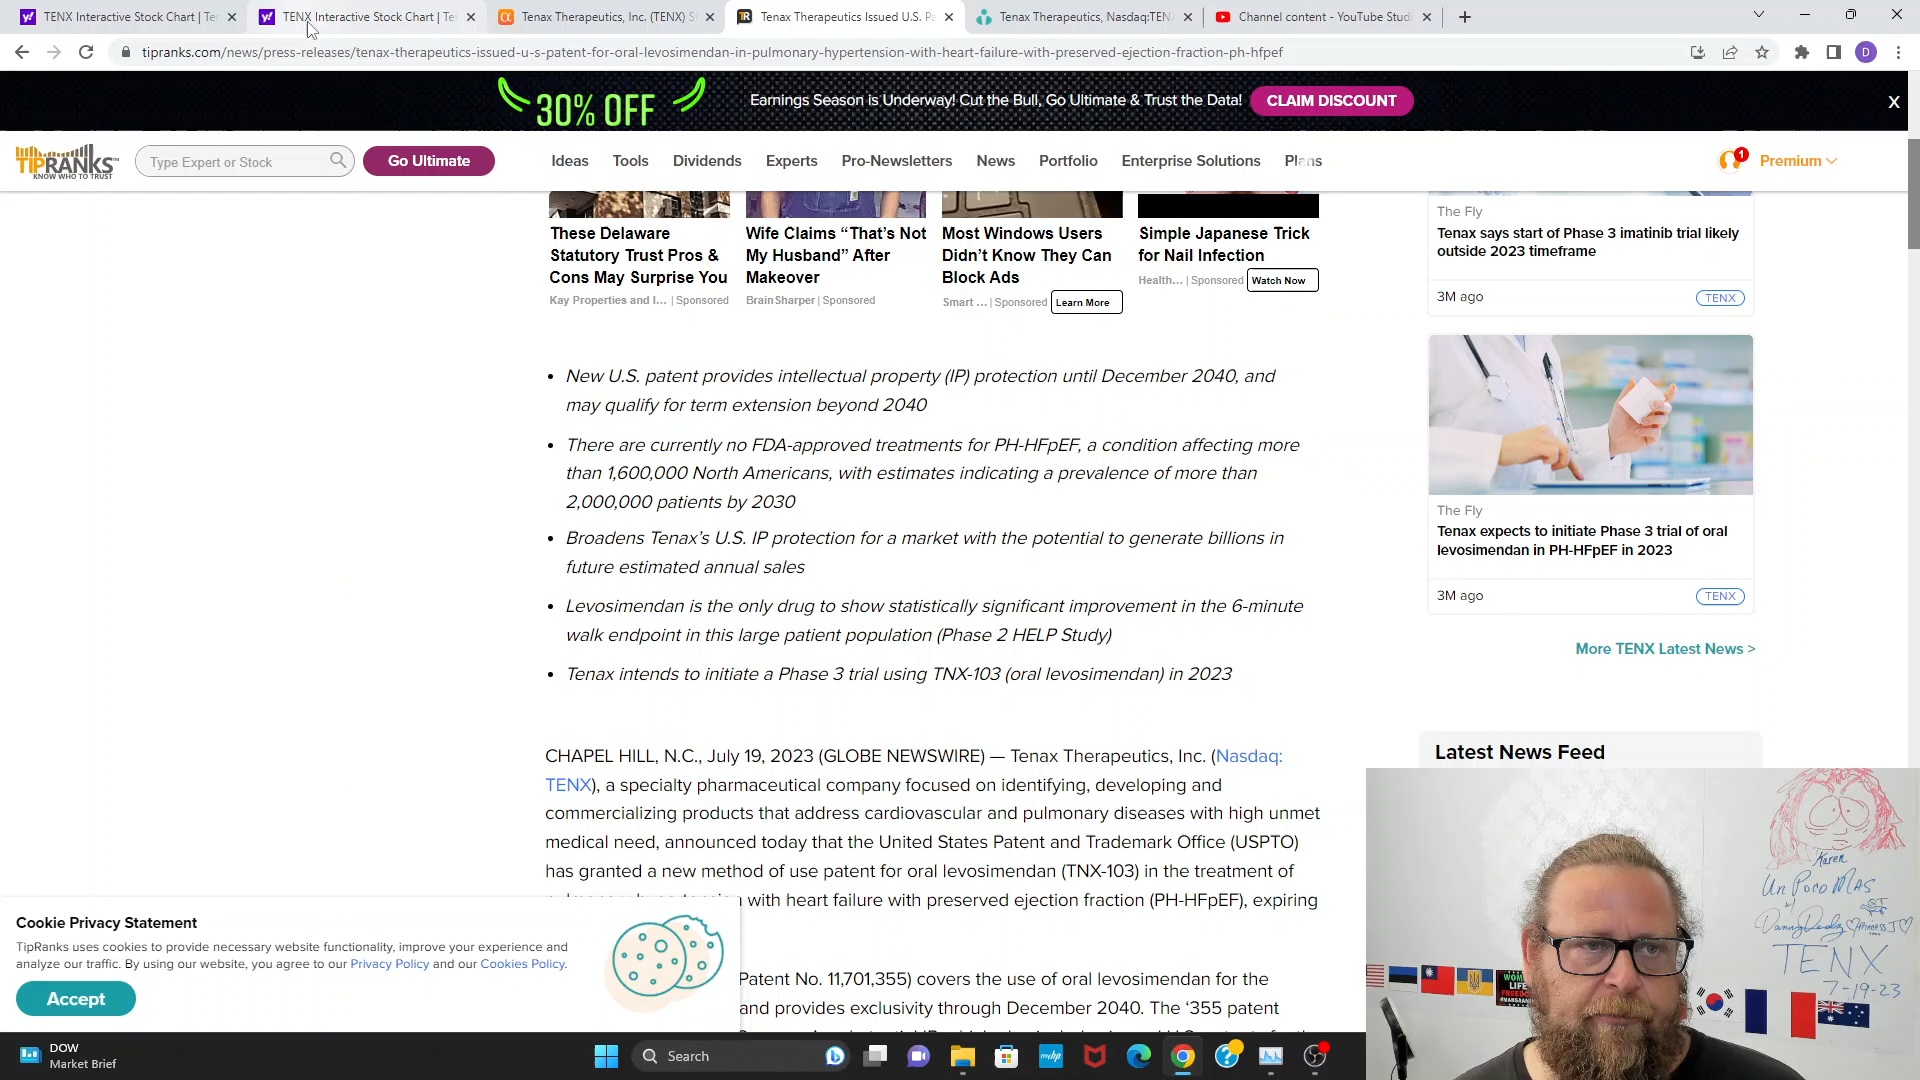 TENX Interactive Stock Chart | Te
TENX Interactive Stock Chart | Te
Tenax Therapeutics, Inc. (TENX) S
Tenax Therapeutics Issued U.S. Pa
Tenax Therapeutics, Nasdaq:TENX
Channel content - YouTube Studi
tipranks.com/news/press-releases/tenax-therapeutics-issued-u-s-patent-for-oral-levosimendan-in-pulmonary-hypertension-with-heart-failure-with-preserved-ejection-fraction-ph-hfpef
D
30% OFF
Earnings Season is Underway! Cut the Bull, Go Ultimate & Trust the Data!
CLAIM DISCOUNT
X
TIPRANKS
KNOW WHO TO TRUST
Type Expert or Stock
Go Ultimate
Ideas
Tools
Dividends
Experts
Pro-Newsletters
News
Portfolio
Enterprise Solutions
Plans
1
Premium
These Delaware
Statutory Trust Pros &
Cons May Surprise You
Kay Properties and I... | Sponsored
Wife Claims “That’s Not
My Husband” After
Makeover
BrainSharper | Sponsored
Most Windows Users
Didn’t Know They Can
Block Ads
Smart ... | Sponsored
Learn More
Simple Japanese Trick
for Nail Infection
Health... | Sponsored
Watch Now
• New U.S. patent provides intellectual property (IP) protection until December 2040, and
may qualify for term extension beyond 2040
• There are currently no FDA-approved treatments for PH-HFpEF, a condition affecting more
than 1,600,000 North Americans, with estimates indicating a prevalence of more than
2,000,000 patients by 2030
• Broadens Tenax’s U.S. IP protection for a market with the potential to generate billions in
future estimated annual sales
• Levosimendan is the only drug to show statistically significant improvement in the 6-minute
walk endpoint in this large patient population (Phase 2 HELP Study)
• Tenax intends to initiate a Phase 3 trial using TNX-103 (oral levosimendan) in 2023
CHAPEL HILL, N.C., July 19, 2023 (GLOBE NEWSWIRE) — Tenax Therapeutics, Inc. (Nasdaq:
TENX), a specialty pharmaceutical company focused on identifying, developing and
commercializing products that address cardiovascular and pulmonary diseases with high unmet
medical need, announced today that the United States Patent and Trademark Office (USPTO)
has granted a new method of use patent for oral levosimendan (TNX-103) in the treatment of
with heart failure with preserved ejection fraction (PH-HFpEF), expiring
Patent No. 11,701,355) covers the use of oral levosimendan for the
and provides exclusivity through December 2040. The ‘355 patent
The Fly
Tenax says start of Phase 3 imatinib trial likely
outside 2023 timeframe
3M ago
TENX
The Fly
Tenax expects to initiate Phase 3 trial of oral
levosimendan in PH-HFpEF in 2023
3M ago
TENX
More TENX Latest News >
Latest News Feed
Cookie Privacy Statement
TipRanks uses cookies to provide necessary website functionality, improve your experience and
analyze our traffic. By using our website, you agree to our Privacy Policy and our Cookies Policy.
Accept
Karen
Un Poco Mas
w/
TENX
7-19-23
DOW
Market Brief
Search